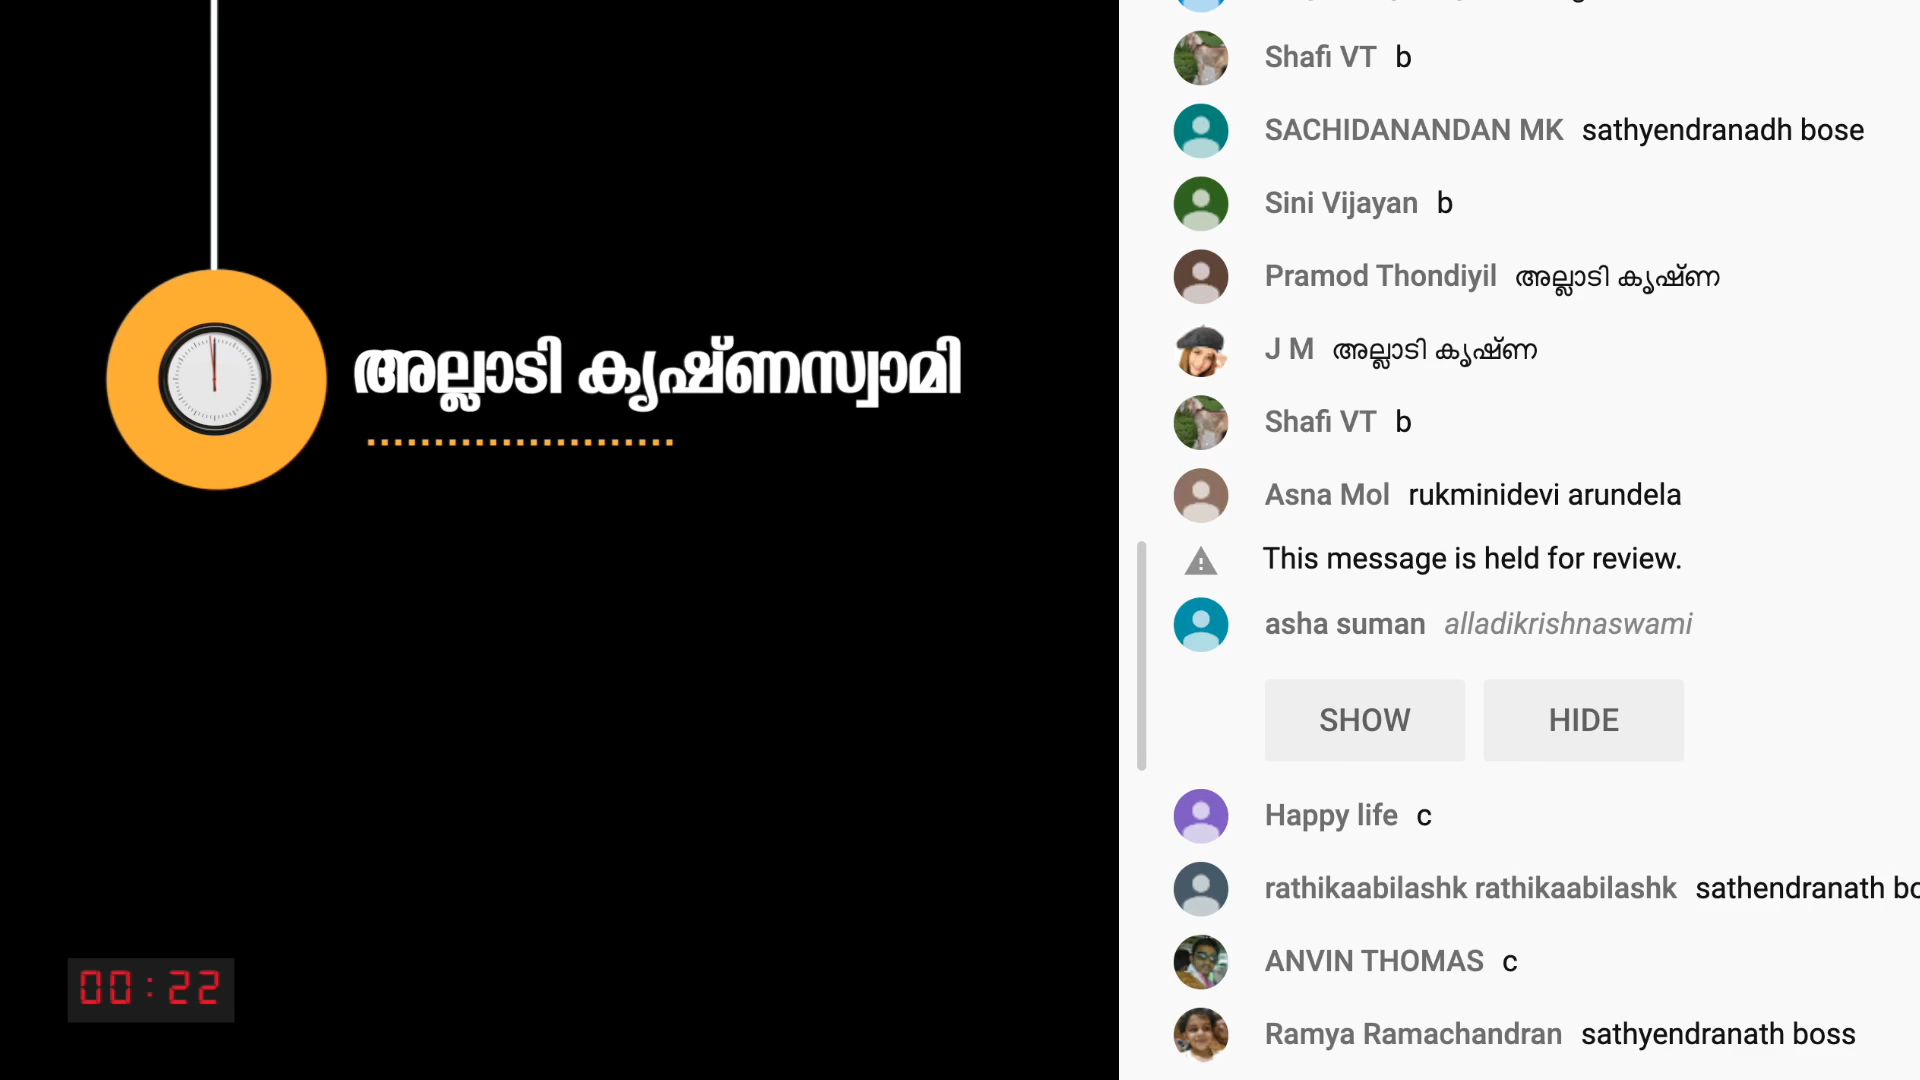 അല്ലാടി കൃഷ്ണസ്വാമി
00:22
Shafi VT b
SACHIDANANDAN MK sathyendranadh bose
Sini Vijayan b
Pramod Thondiyil അല്ലാടി കൃഷ്ണ
J M അല്ലാടി കൃഷ്ണ
Shafi VT b
Asna Mol rukminidevi arundela
This message is held for review.
asha suman alladikrishnaswami
SHOW HIDE
Happy life c
rathikaabilashk rathikaabilashk sathendranath
ANVIN THOMAS c
Ramya Ramachandran sathyendranath boss